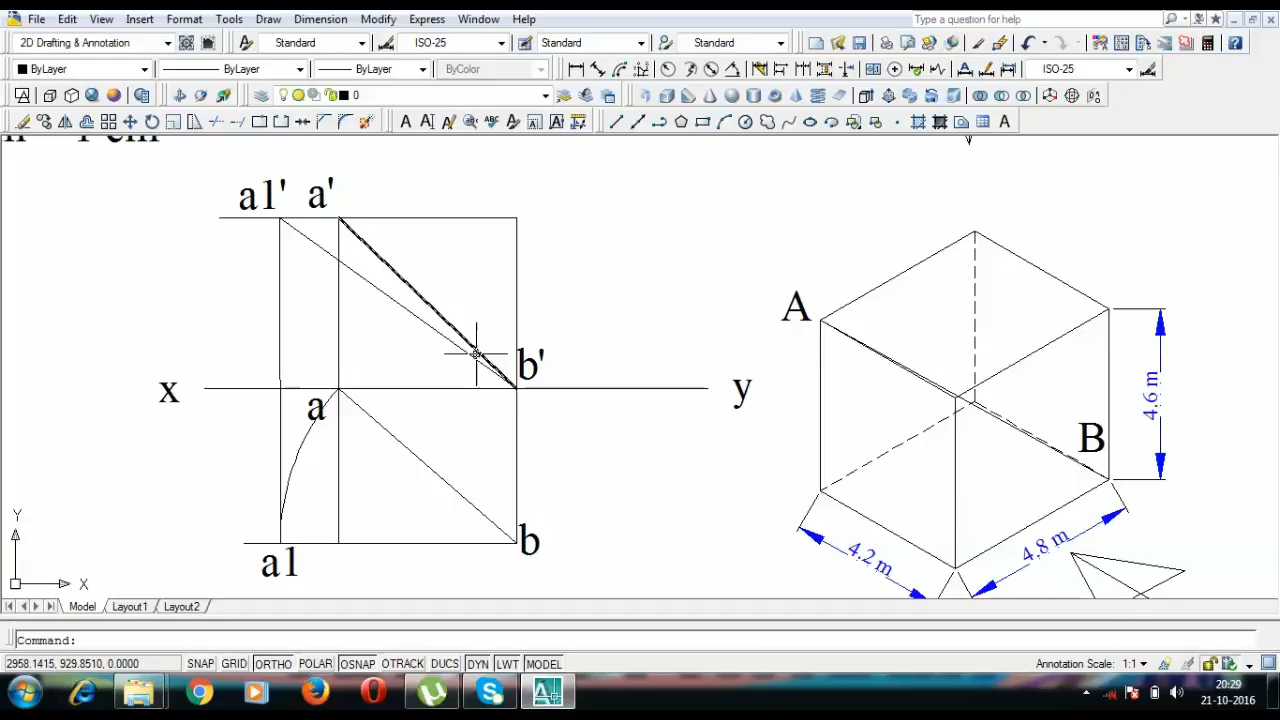 File Edit View Insert Format Tools Draw Dimension Modify Express Window Help Type a question for help
2D Drafting & Annotation Standard ISO-25 Standard Standard
ByLayer ByLayer ByLayer ByColor ISO-25
0
a1' a'
b'
x y
a
a1 b
A
B
4.6 m
4.2 m 4.8 m
Y
X
Model Layout1 Layout2
Command:
2958.1415, 929.8510, 0.0000 SNAP GRID ORTHO POLAR OSNAP OTRACK DUCS DYN LWT MODEL Annotation Scale: 1:1
20:29
21-10-2016